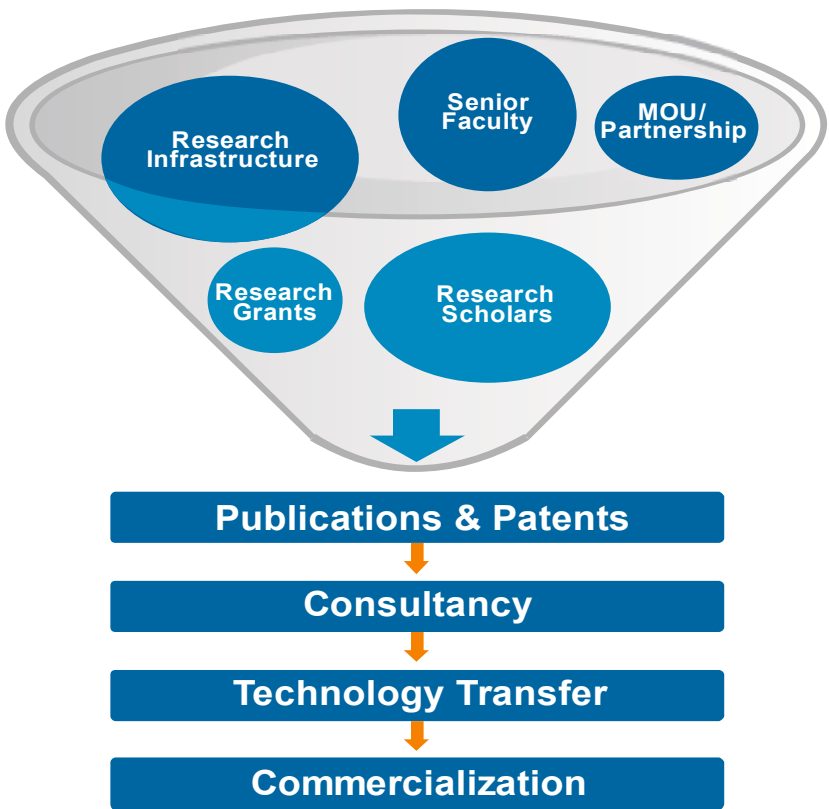 Senior
Faculty
MOU/
Partnership
Research
Infrastructure
Research
Grants
Research
Scholars
Publications & Patents
Consultancy
Technology Transfer
Commercialization